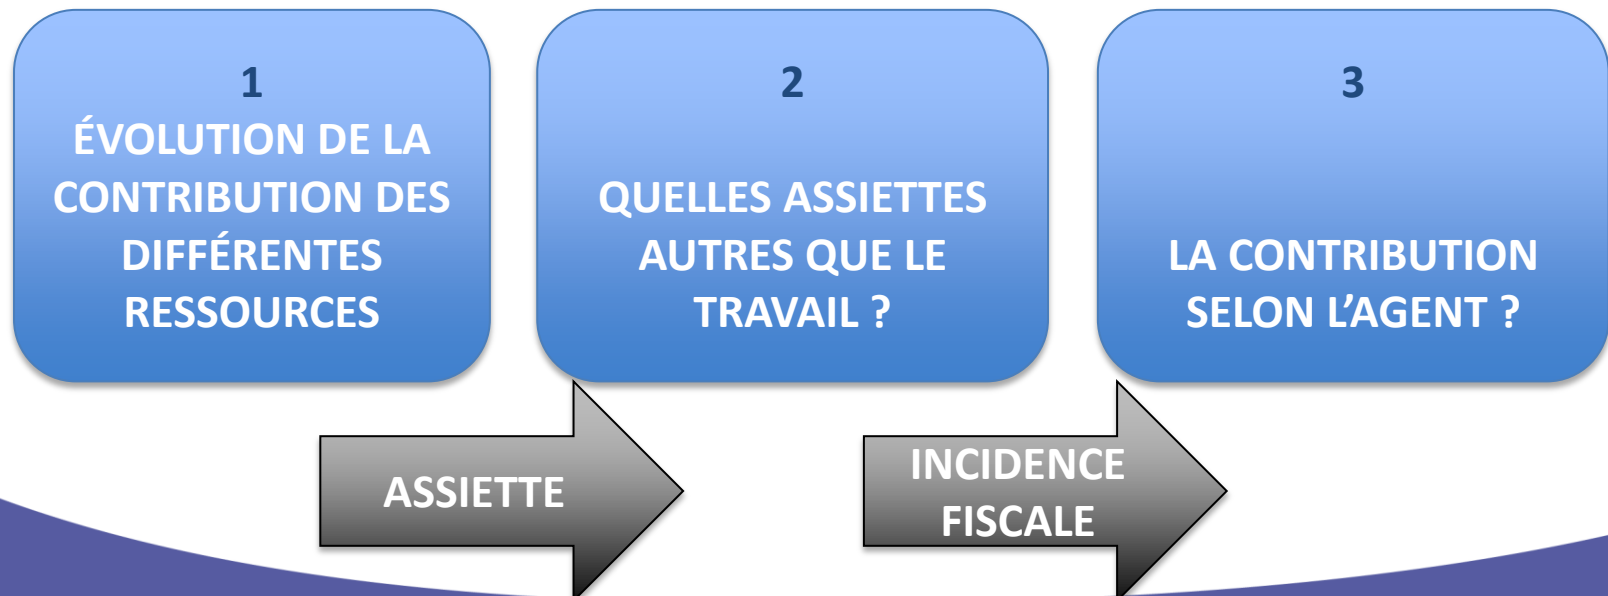 1
ÉVOLUTION DE LA
CONTRIBUTION DES
DIFFÉRENTES
RESSOURCES
2
QUELLES ASSIETTES
AUTRES QUE LE
TRAVAIL ?
3
LA CONTRIBUTION
SELON L’AGENT ?
ASSIETTE
INCIDENCE
FISCALE